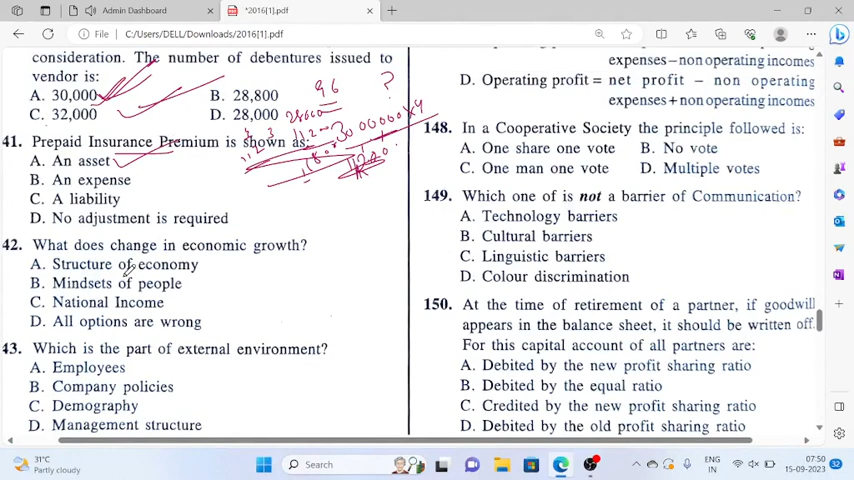 Admin Dashboard
*2016[1].pdf
File
C:/Users/DELL/Downloads/2016[1].pdf
consideration. The number of debentures issued to
vendor is:
A. 30,000
B. 28,800
C. 32,000
D. 28,000
96
?
41. Prepaid Insurance Premium is shown as:
A. An asset
B. An expense
C. A liability
D. No adjustment is required
42. What does change in economic growth?
A. Structure of economy
B. Mindsets of people
C. National Income
D. All options are wrong
43. Which is the part of external environment?
A. Employees
B. Company policies
C. Demography
D. Management structure
expenses−non operating incomes
D. Operating profit = net profit − non operating
expenses+non operating incomes
148. In a Cooperative Society the principle followed is:
A. One share one vote
B. No vote
C. One man one vote
D. Multiple votes
149. Which one of is not a barrier of Communication?
A. Technology barriers
B. Cultural barriers
C. Linguistic barriers
D. Colour discrimination
150. At the time of retirement of a partner, if goodwill
appears in the balance sheet, it should be written off.
For this capital account of all partners are:
A. Debited by the new profit sharing ratio
B. Debited by the equal ratio
C. Credited by the new profit sharing ratio
D. Debited by the old profit sharing ratio
31°C
Partly cloudy
Search
ENG
IN
07:50
15-09-2023
32